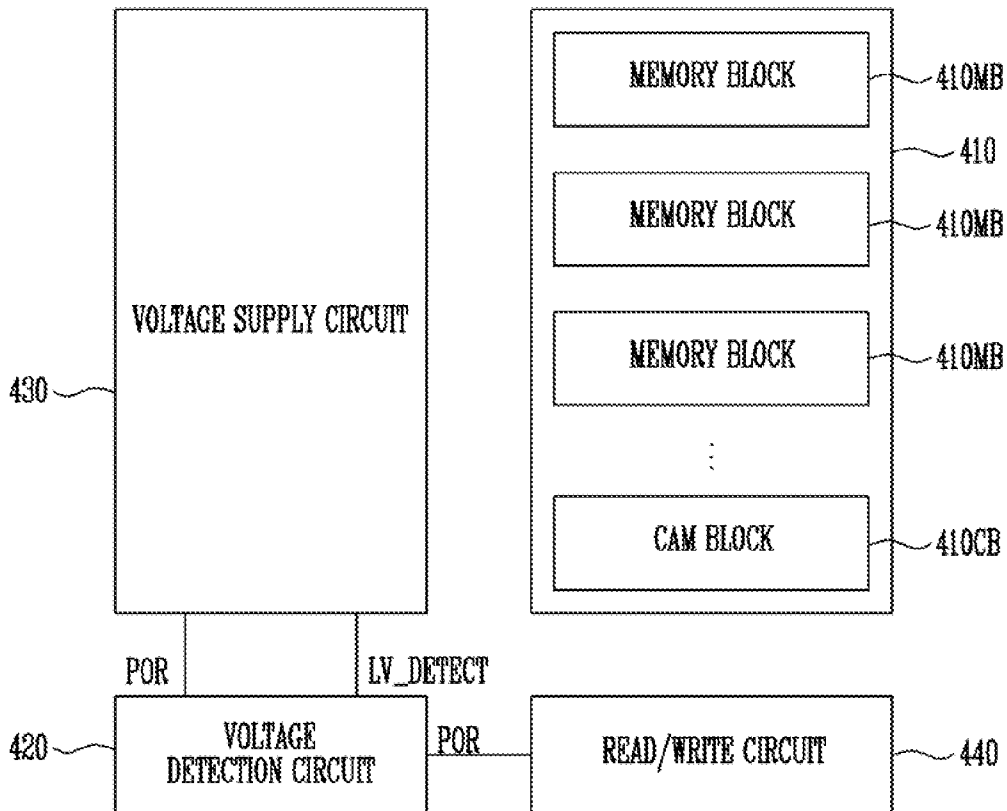 MEMORY BLOCK
410MB
410
MEMORY BLOCK
410MB
VOLTAGE SUPPLY CIRCUIT
MEMORY BLOCK
410MB
430
⋮
CAM BLOCK
410CB
POR
LV_DETECT
420
VOLTAGE
DETECTION CIRCUIT
POR
READ/WRITE CIRCUIT
440